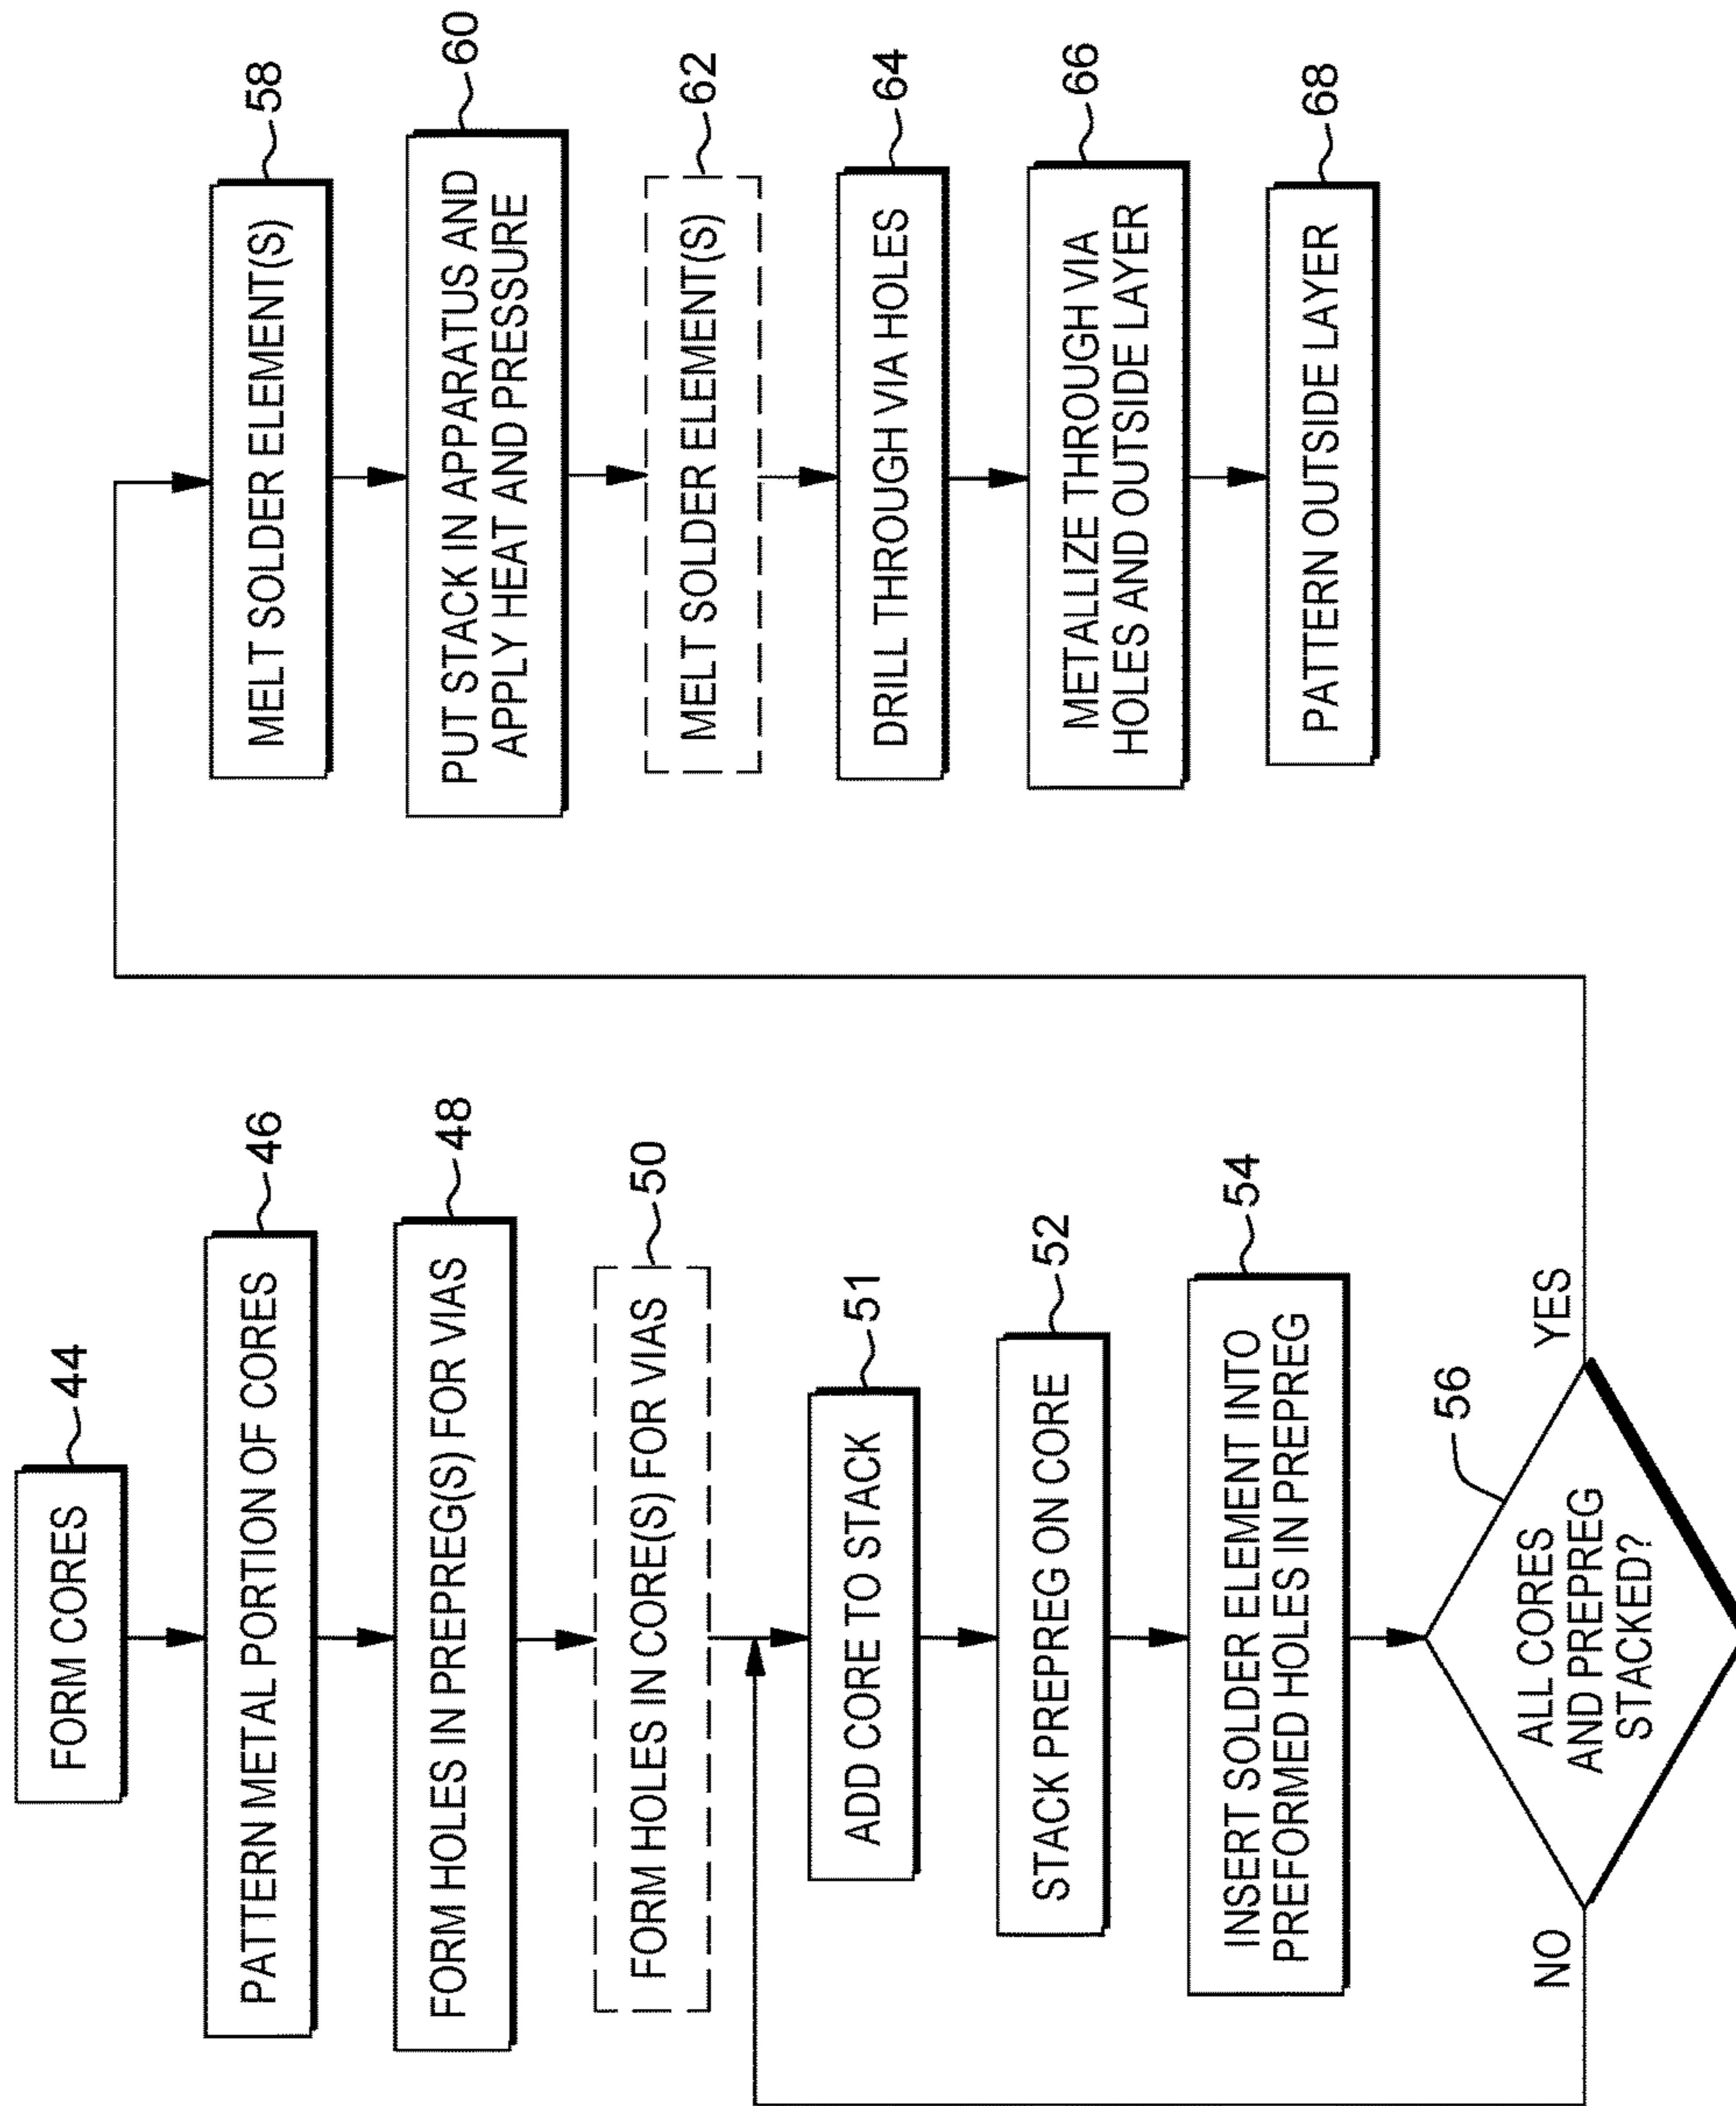 FORM CORES
44
PATTERN METAL PORTION OF CORES
46
FORM HOLES IN PREPREG(S) FOR VIAS
48
FORM HOLES IN CORE(S) FOR VIAS
50
ADD CORE TO STACK
51
STACK PREPREG ON CORE
52
INSERT SOLDER ELEMENT INTO
PREFORMED HOLES IN PREPREG
54
ALL CORES
AND PREPREG
STACKED?
56
NO
YES
MELT SOLDER ELEMENT(S)
58
PUT STACK IN APPARATUS AND
APPLY HEAT AND PRESSURE
60
MELT SOLDER ELEMENT(S)
62
DRILL THROUGH VIA HOLES
64
METALLIZE THROUGH VIA
HOLES AND OUTSIDE LAYER
66
PATTERN OUTSIDE LAYER
68